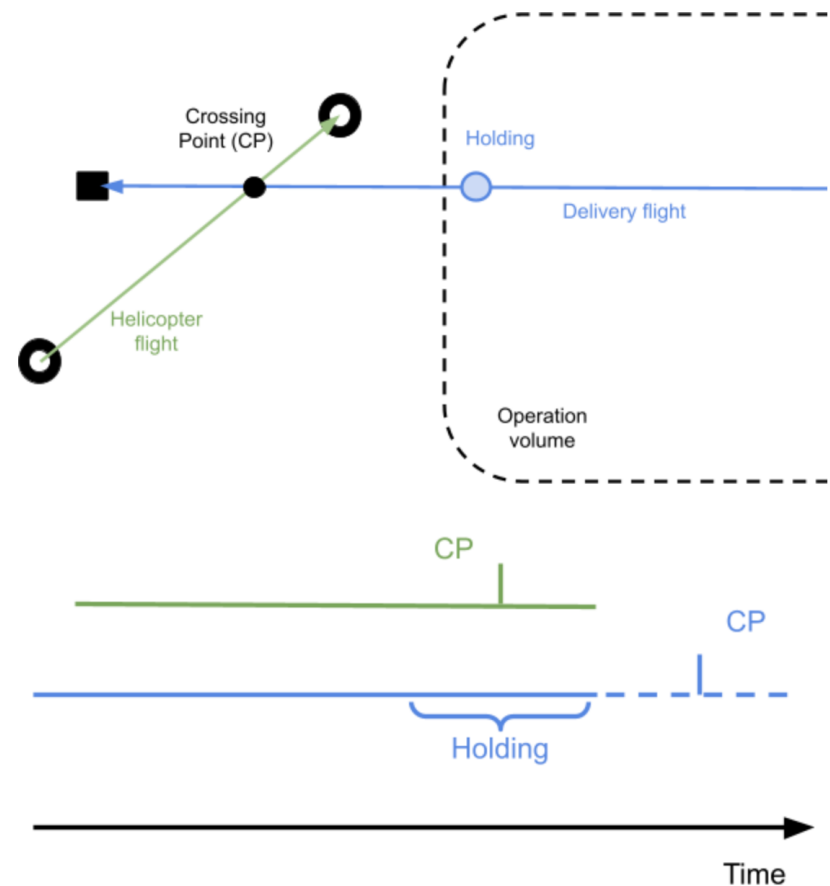 Crossing
Point (CP)
Holding
Delivery flight
Helicopter
flight
Operation
volume
CP
CP
Holding
Time